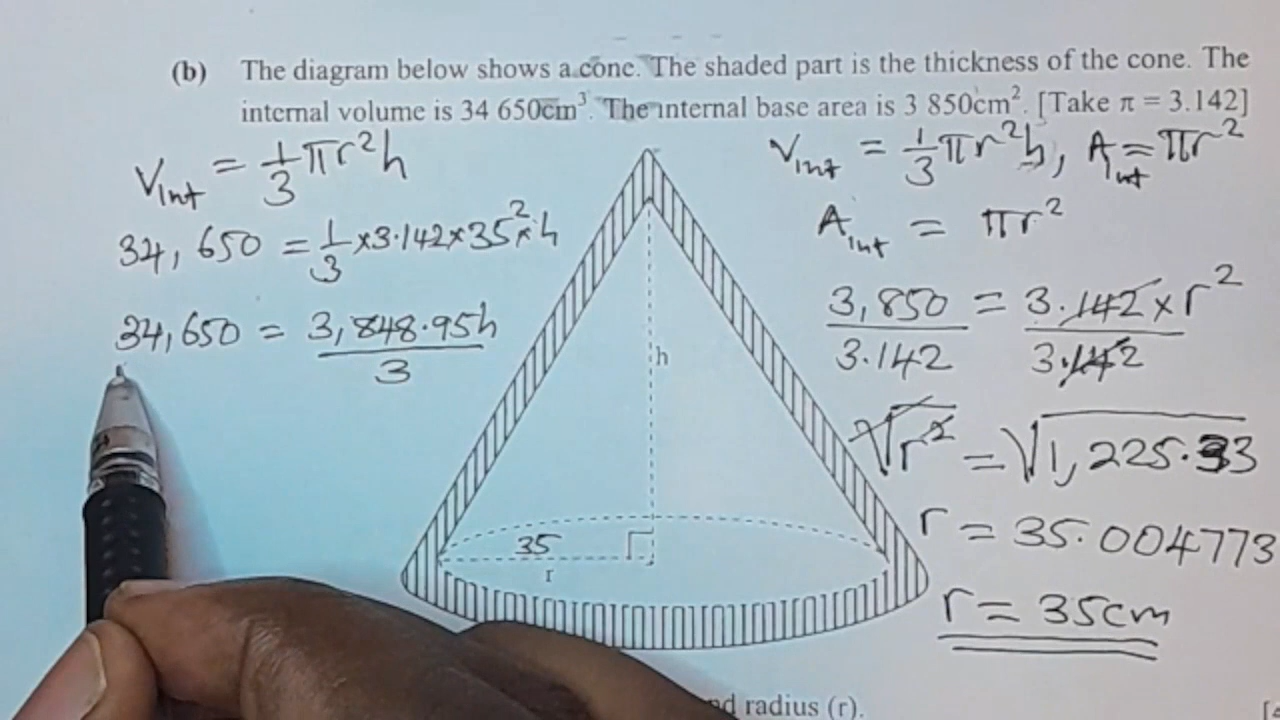 (b) The diagram below shows a cone. The shaded part is the thickness of the cone. The
internal volume is 34 650cm³. The internal base area is 3 850cm². [Take π = 3.142]
V_Int = 1/3 πr²h
34,650 = 1/3 ×3.142×35²×h
34,650 = 3,848.95h / 3
V_int = 1/3 πr²h, A_int = πr²
A_int = πr²
3,850 / 3.142 = 3.142×r² / 3.142
√r² = √1,225.33
r = 35.004773
r = 35cm
h
35
r
nd radius (r).